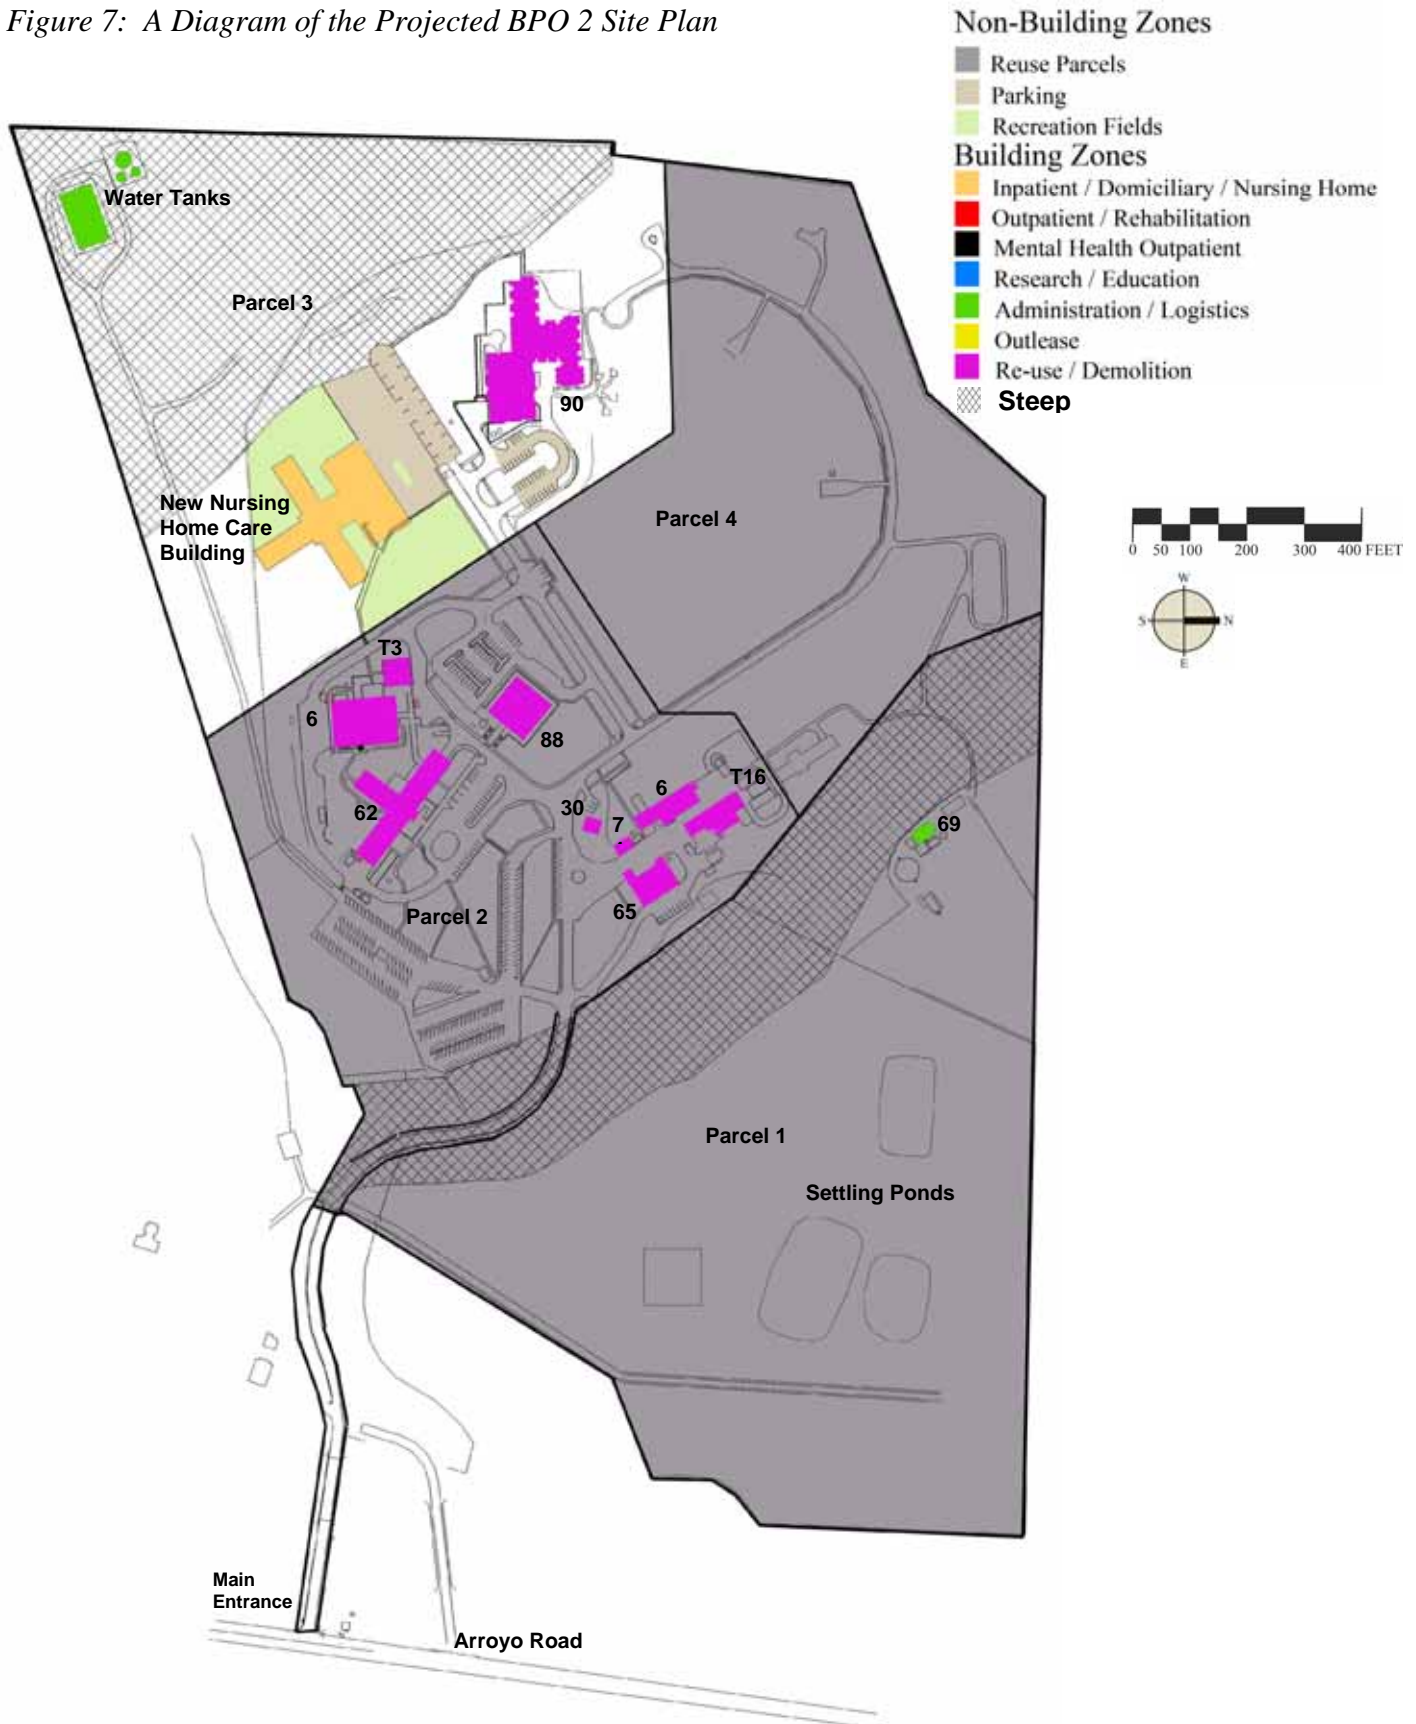 Figure 7: A Diagram of the Projected BPO 2 Site Plan
Non-Building Zones
Reuse Parcels
Parking
Recreation Fields
Building Zones
Inpatient / Domiciliary / Nursing Home
Outpatient / Rehabilitation
Mental Health Outpatient
Research / Education
Administration / Logistics
Outlease
Re-use / Demolition
Steep
Water Tanks
Parcel 3
90
New Nursing
Home Care
Building
Parcel 4
0 50 100 200 300 400 FEET
W
S N
E
T3
6
88
62
30
7
6
T16
69
65
Parcel 2
Parcel 1
Settling Ponds
Main
Entrance
Arroyo Road